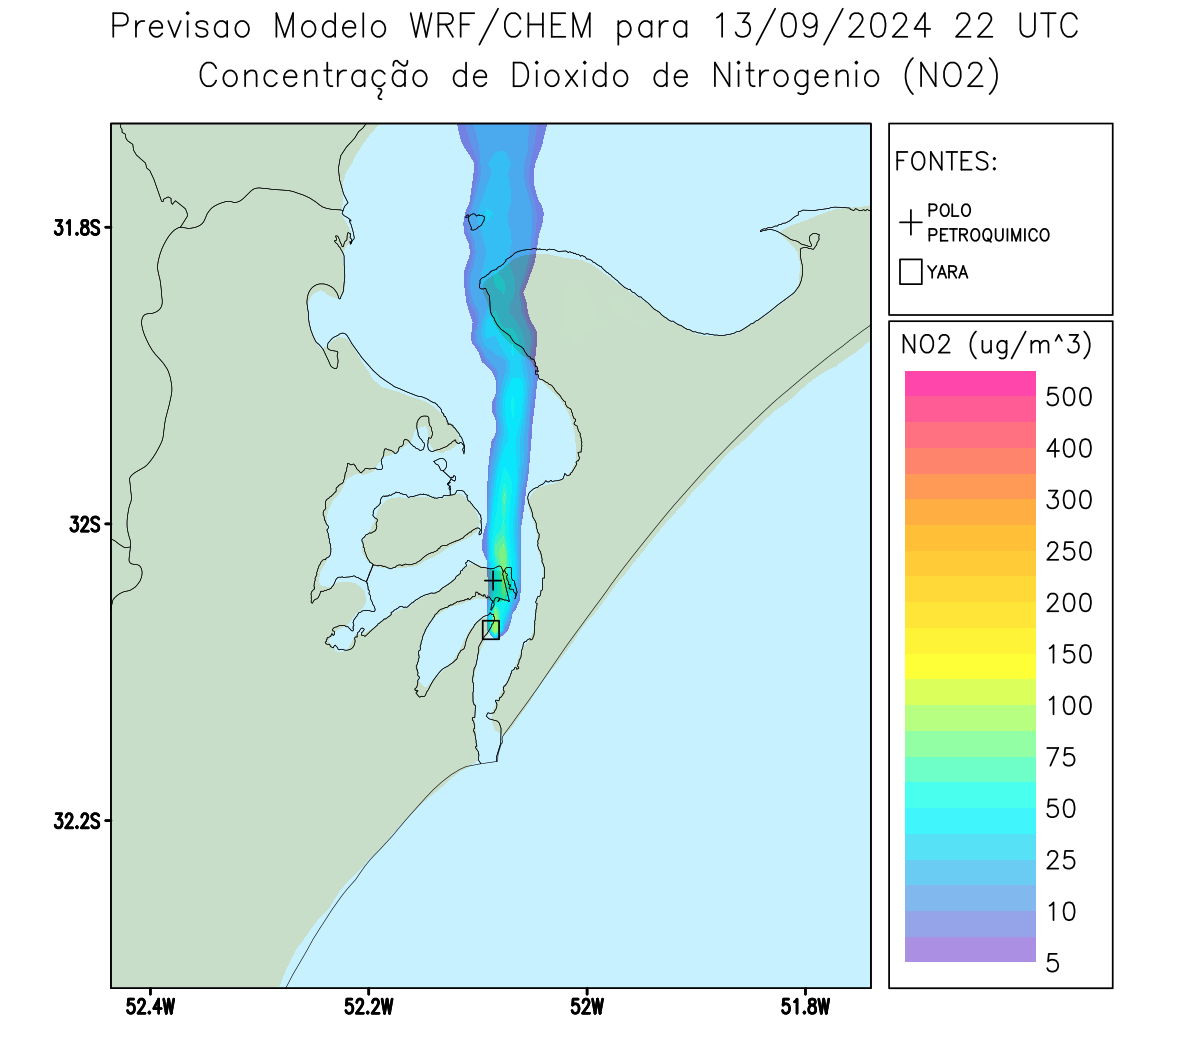 Previsao Modelo WRF/CHEM para 13/09/2024 22 UTC
Concentração de Dioxido de Nitrogenio (NO2)
FONTES:
POLO
PETROQUIMICO
YARA
NO2 (ug/m^3)
500
400
300
250
200
150
100
75
50
25
10
5
31.8S
32S
32.2S
52.4W
52.2W
52W
51.8W